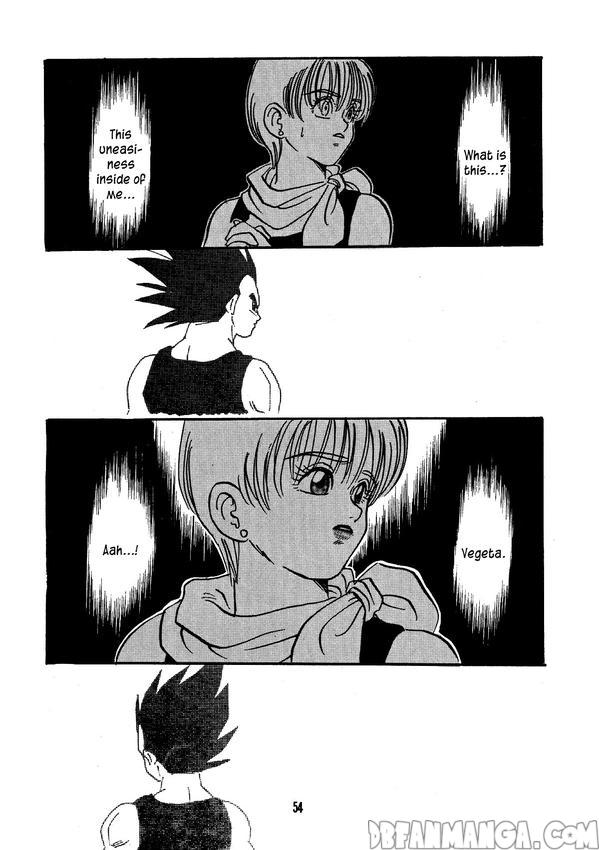 What is
this...?
This
uneasi-
ness
inside of
me...
Vegeta.
Aah...!
54
DBFANMANGA.COM